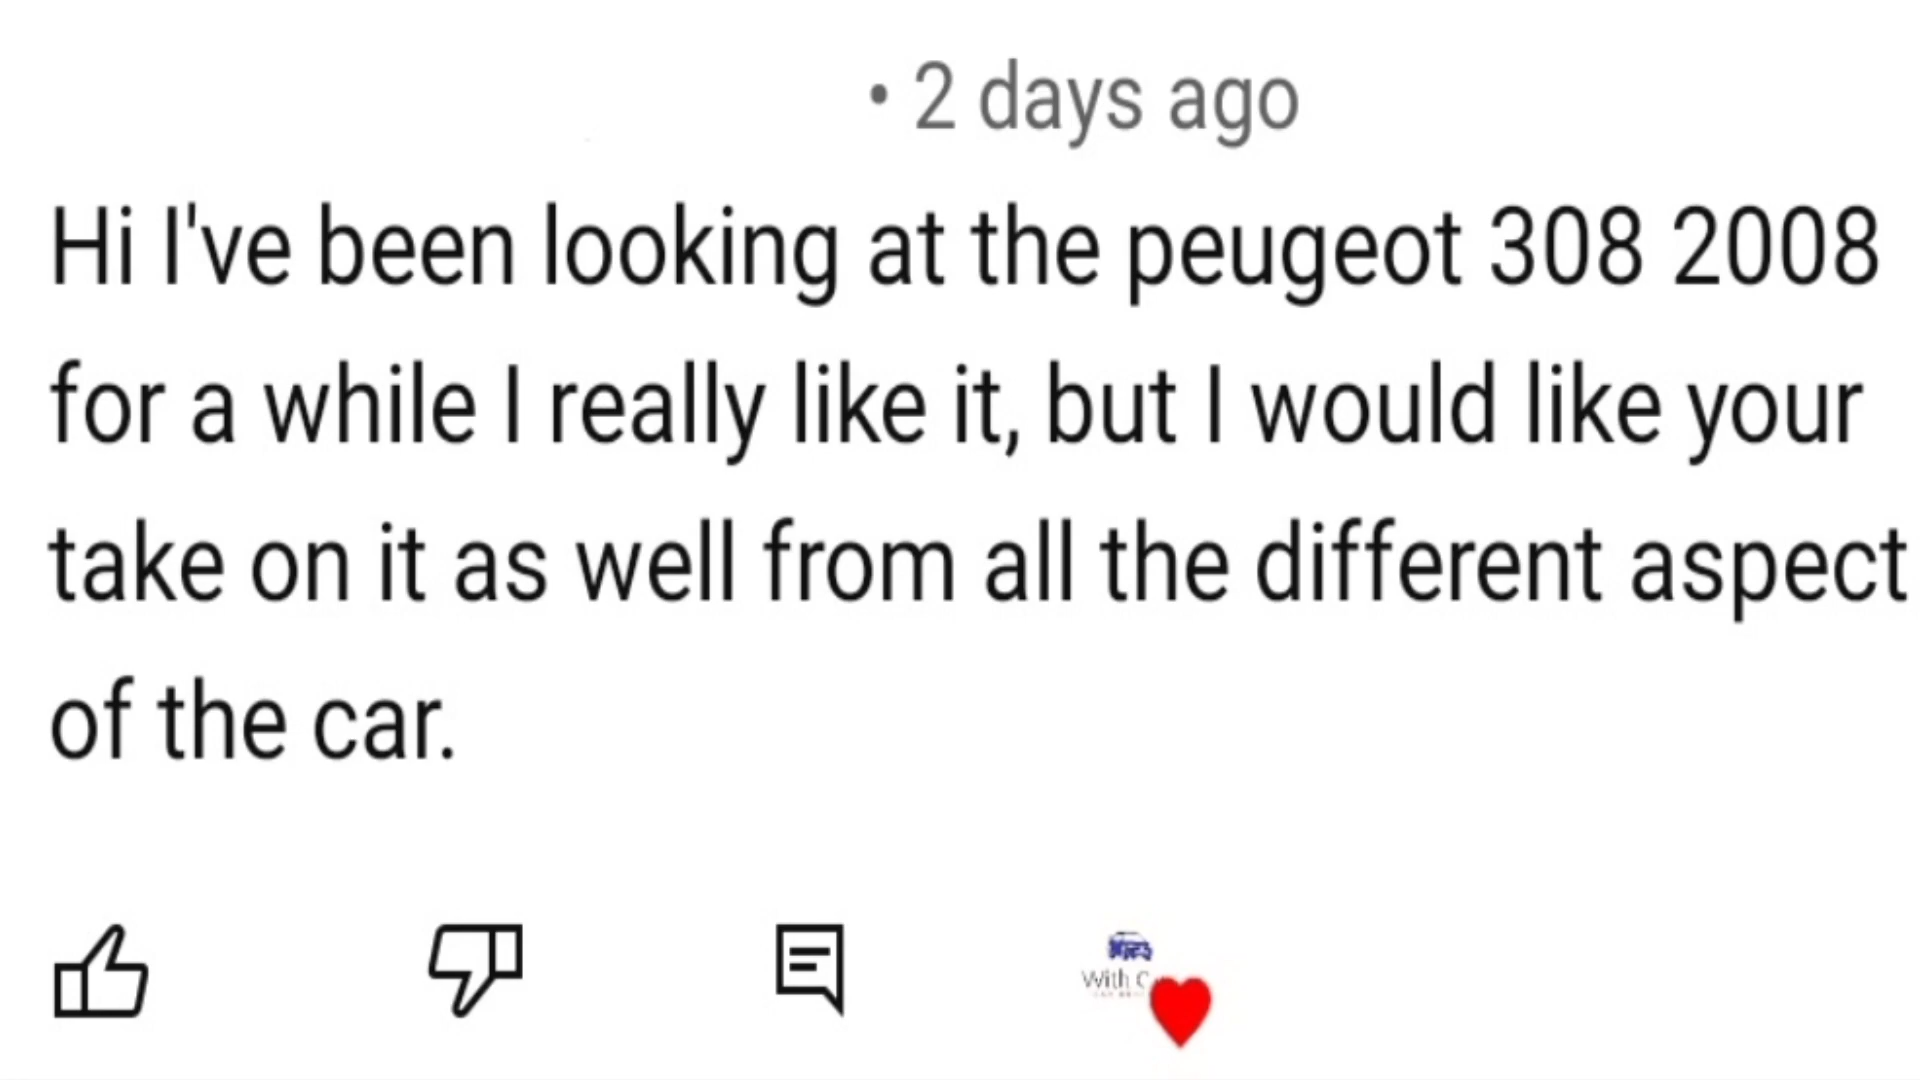 • 2 days ago
Hi I've been looking at the peugeot 308 2008
for a while I really like it, but I would like your
take on it as well from all the different aspect
of the car.
With